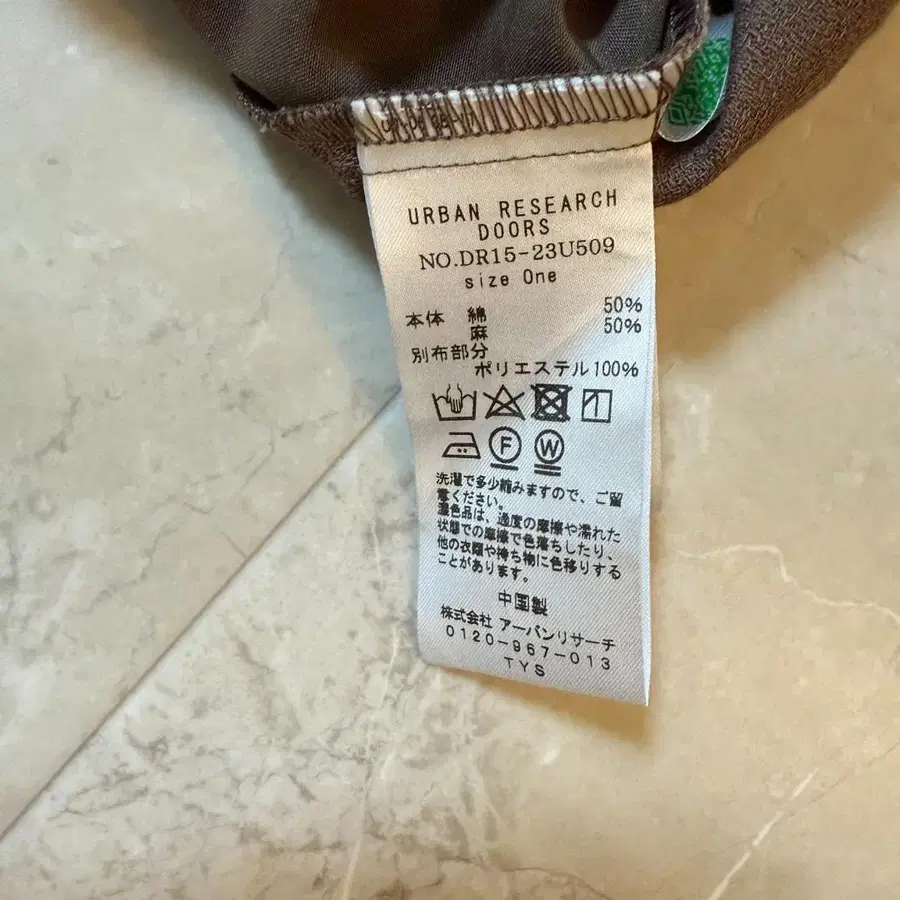 URBAN RESEARCH
DOORS
NO.DR15-23U509
size One
本体 綿 50%
麻 50%
別布部分
ポリエステル100%
F W
洗濯で多少縮みますので、ご留
意ください。
濃色品は、過度の摩擦や濡れた
状態での摩擦で色落ちしたり、
他の衣類や持ち物に色移りする
ことがあります。
中国製
株式会社 アーバンリサーチ
0120-967-013
TYS